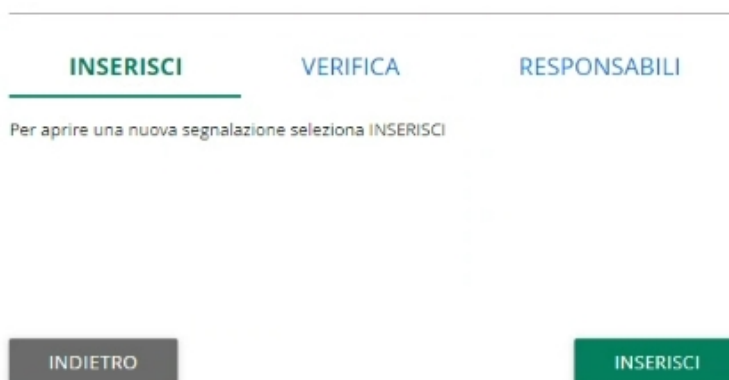 INSERISCI VERIFICA RESPONSABILI
Per aprire una nuova segnalazione seleziona INSERISCI
INDIETRO INSERISCI